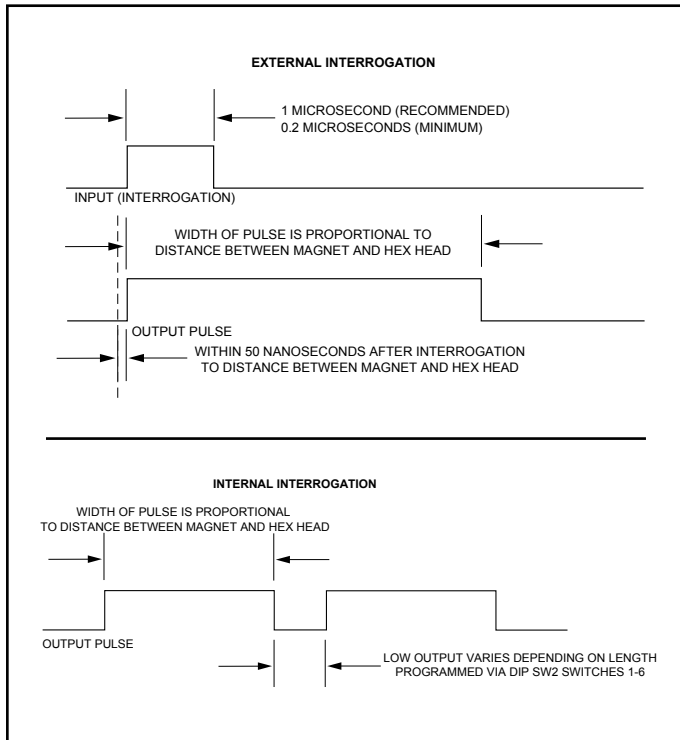 EXTERNAL INTERROGATION
1 MICROSECOND (RECOMMENDED)
0.2 MICROSECONDS (MINIMUM)
INPUT (INTERROGATION)
WIDTH OF PULSE IS PROPORTIONAL TO
DISTANCE BETWEEN MAGNET AND HEX HEAD
OUTPUT PULSE
WITHIN 50 NANOSECONDS AFTER INTERROGATION
TO DISTANCE BETWEEN MAGNET AND HEX HEAD
INTERNAL INTERROGATION
WIDTH OF PULSE IS PROPORTIONAL
TO DISTANCE BETWEEN MAGNET AND HEX HEAD
OUTPUT PULSE
LOW OUTPUT VARIES DEPENDING ON LENGTH
PROGRAMMED VIA DIP SW2 SWITCHES 1-6